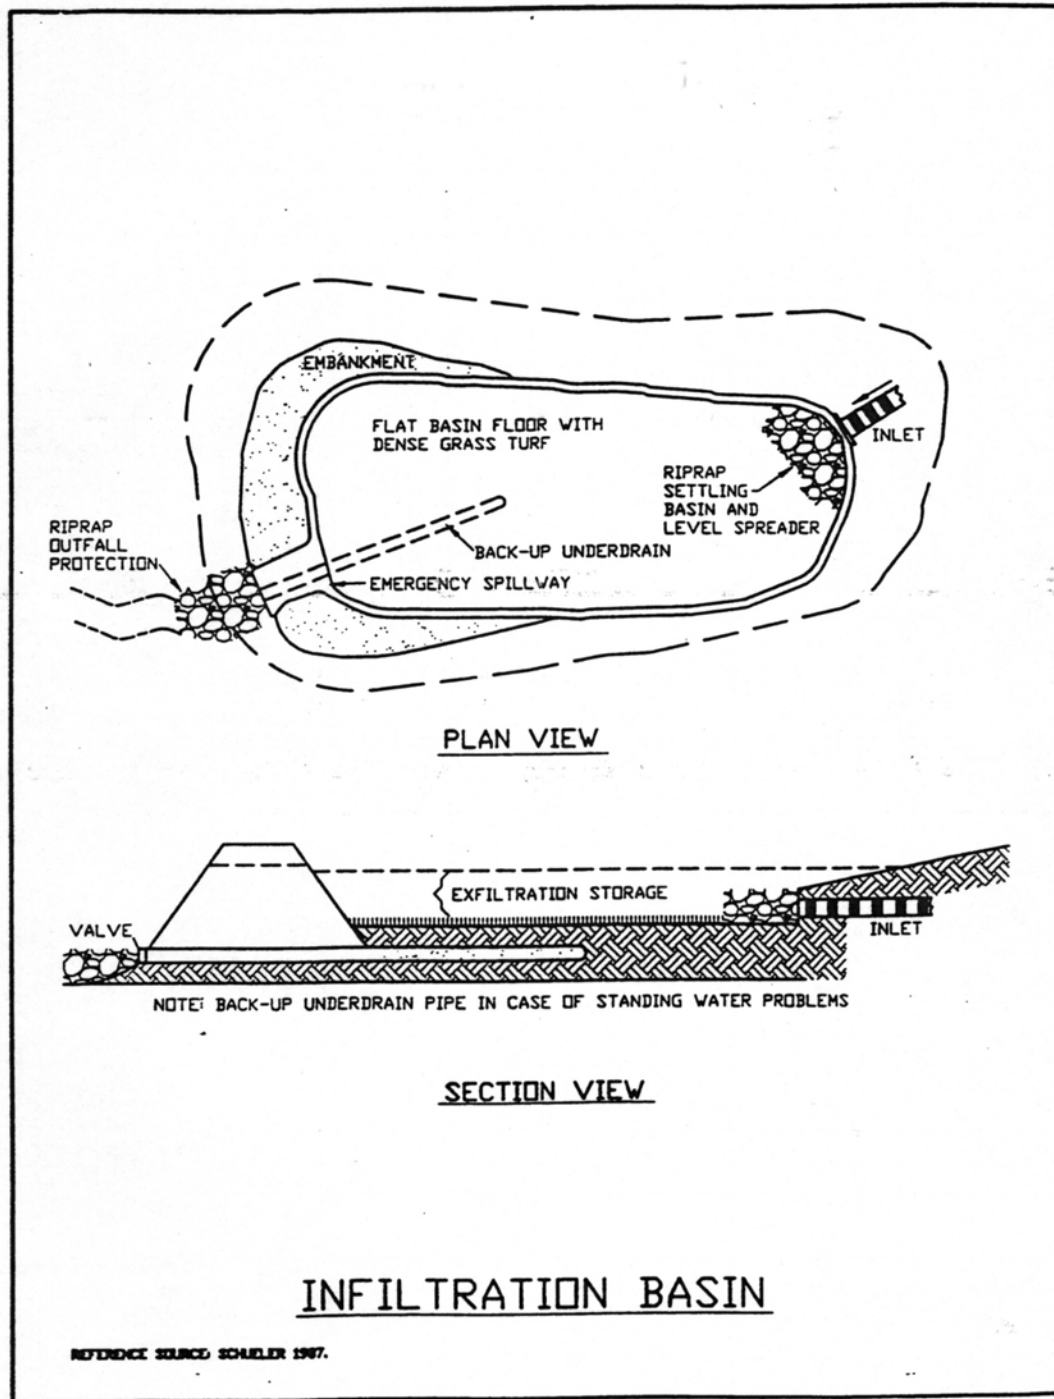 EMBANKMENT
FLAT BASIN FLOOR WITH
DENSE GRASS TURF
INLET
RIPRAP
SETTLING
BASIN AND
LEVEL SPREADER
RIPRAP
OUTFALL
PROTECTION
BACK-UP UNDERDRAIN
EMERGENCY SPILLWAY
PLAN VIEW
EXFILTRATION STORAGE
VALVE
INLET
NOTE: BACK-UP UNDERDRAIN PIPE IN CASE OF STANDING WATER PROBLEMS
SECTION VIEW
INFILTRATION BASIN
REFERENCE SOURCE: SCHUELER 1987.